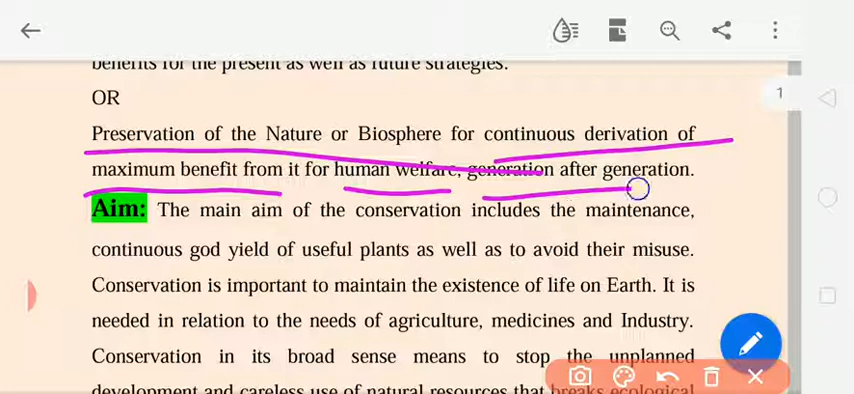 benefits for the present as well as future strategies.
OR
1
Preservation of the Nature or Biosphere for continuous derivation of
maximum benefit from it for human welfare, generation after generation.
Aim: The main aim of the conservation includes the maintenance,
continuous god yield of useful plants as well as to avoid their misuse.
Conservation is important to maintain the existence of life on Earth. It is
needed in relation to the needs of agriculture, medicines and Industry.
Conservation in its broad sense means to stop the unplanned
development and careless use of natural resources that breaks ecological